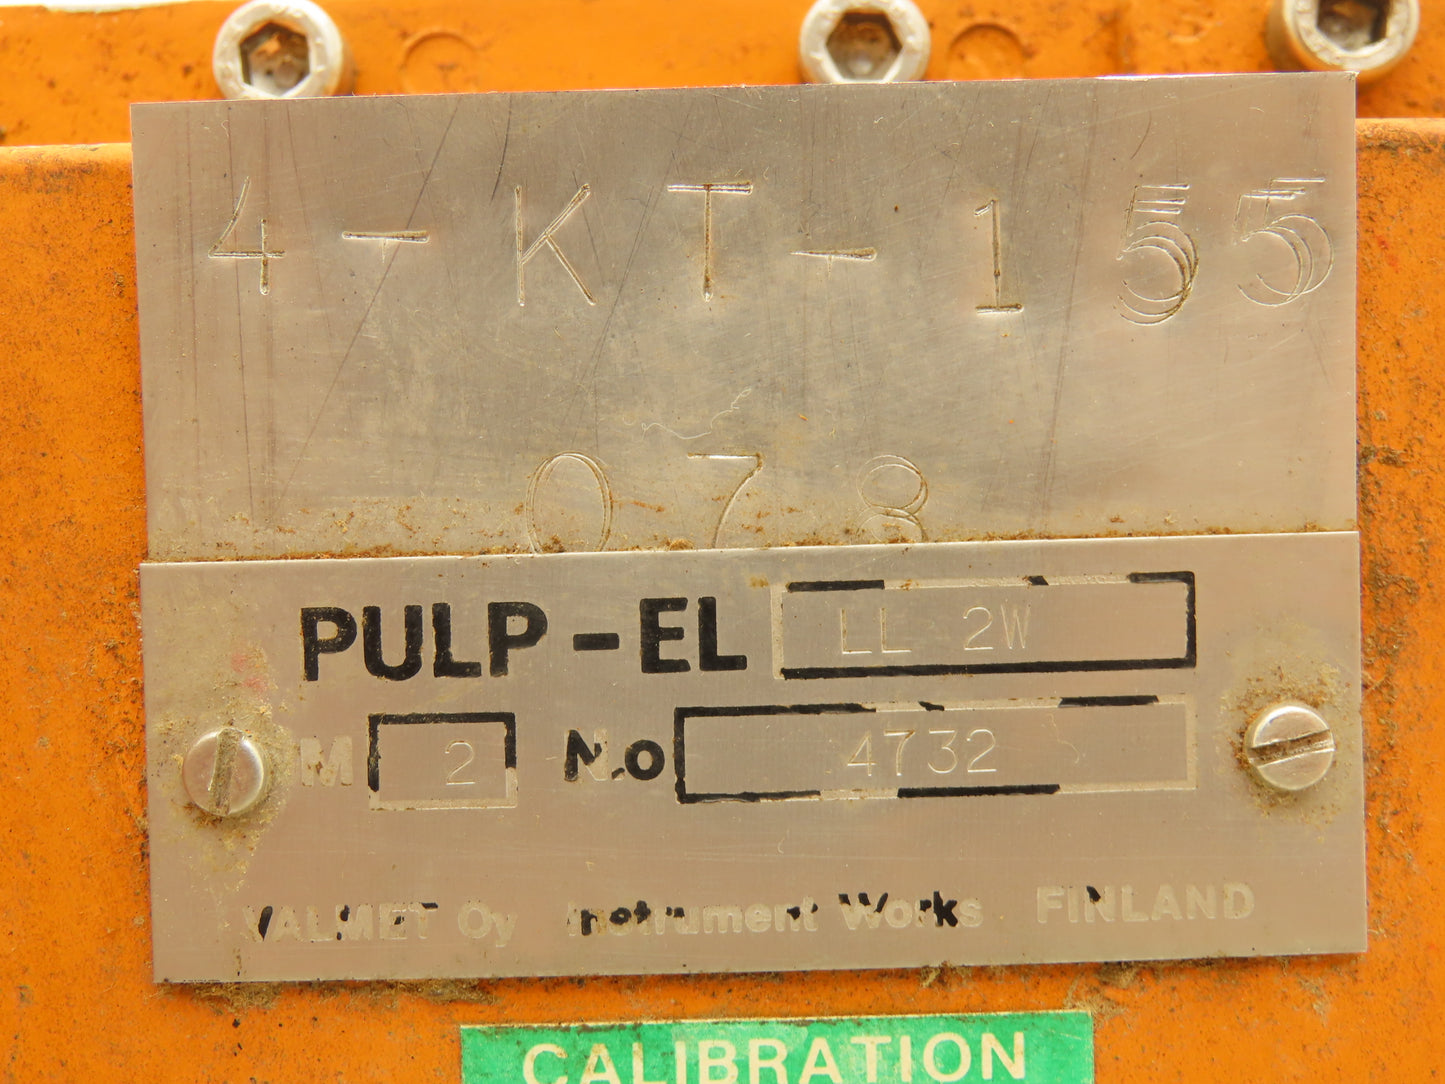 4-KT-155
078
PULP-EL LL 2W
M 2 No 4732
VALMET Oy Instrument Works FINLAND
CALIBRATION